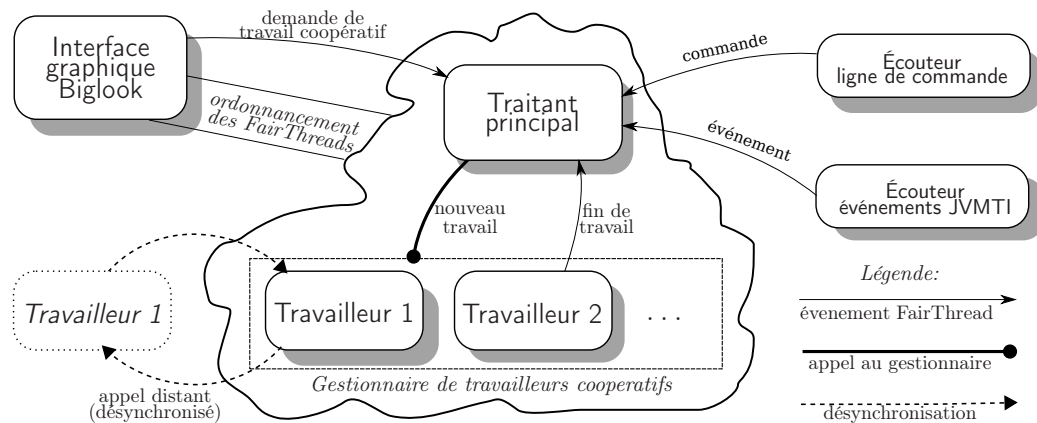 Interface
graphique
Biglook
demande de
travail coopératif
ordonnancement
des FairThreads
Traitant
principal
commande
Écouteur
ligne de commande
événement
Écouteur
événements JVMTI
nouveau
travail
fin de
travail
Travailleur 1
appel distant
(désynchronisé)
Travailleur 1
Travailleur 2
...
Gestionnaire de travailleurs cooperatifs
Légende:
évenement FairThread
appel au gestionnaire
désynchronisation